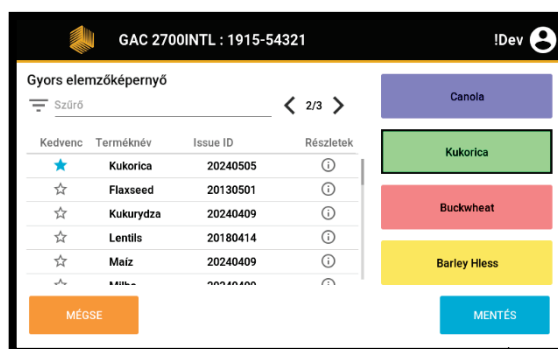 GAC 2700INTL : 1915-54321
!Dev
Gyors elemzőképernyő
Szűrő
2/3
Kedvenc Terméknév Issue ID Részletek
Kukorica 20240505
Flaxseed 20130501
Kukurydza 20240409
Lentils 20180414
Maíz 20240409
Canola
Kukorica
Buckwheat
Barley Hless
MÉGSE
MENTÉS